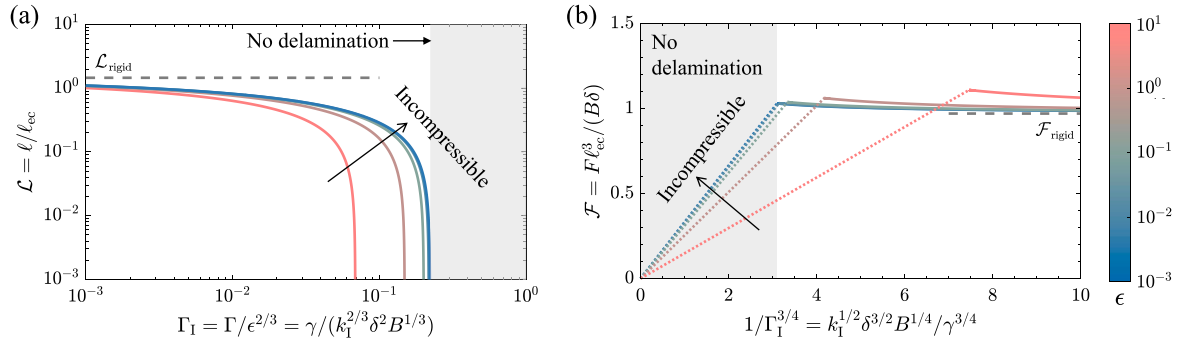 (a)
10^1
10^0
10^-1
10^-2
10^-3
ℒ = ℓ/ℓ_ec
No delamination
ℒ_rigid
Incompressible
10^-3
10^-2
10^-1
10^0
Γ_I = Γ/ϵ^{2/3} = γ/(k_I^{2/3}δ^2B^{1/3})
(b)
1.5
1
0.5
0
ℱ = Fℓ_ec^3/(Bδ)
No
delamination
Incompressible
ℱ_rigid
0
2
4
6
8
10
1/Γ_I^{3/4} = k_I^{1/2}δ^{3/2}B^{1/4}/γ^{3/4}
10^1
10^0
10^-1
10^-2
10^-3
ϵ